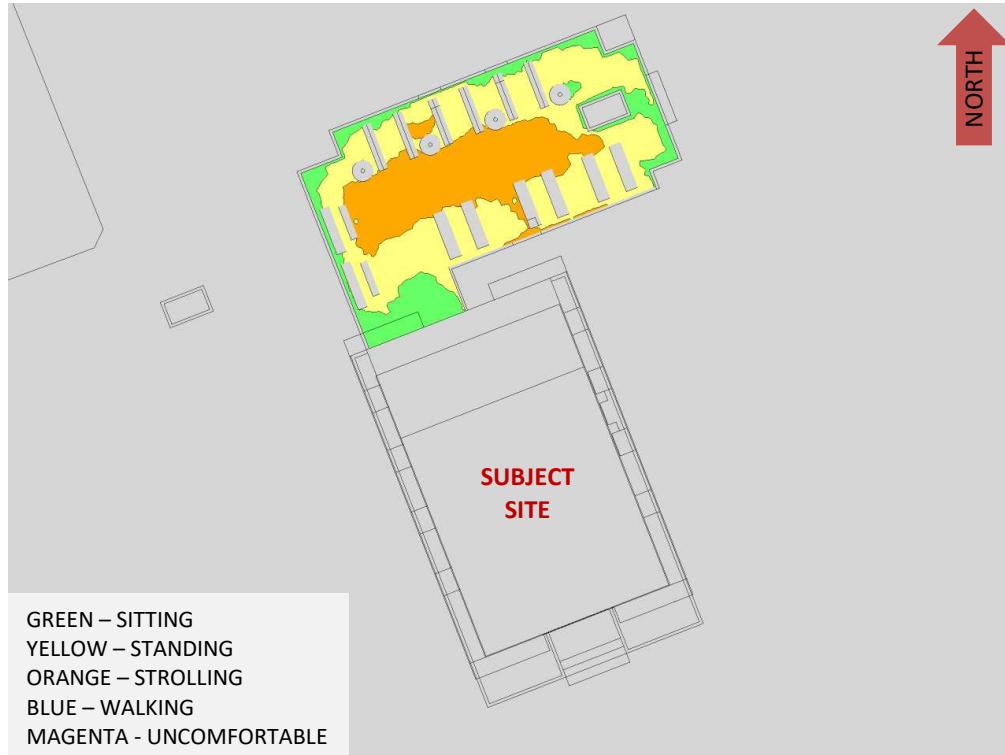 NORTH
SUBJECT
SITE
GREEN – SITTING
YELLOW – STANDING
ORANGE – STROLLING
BLUE – WALKING
MAGENTA - UNCOMFORTABLE